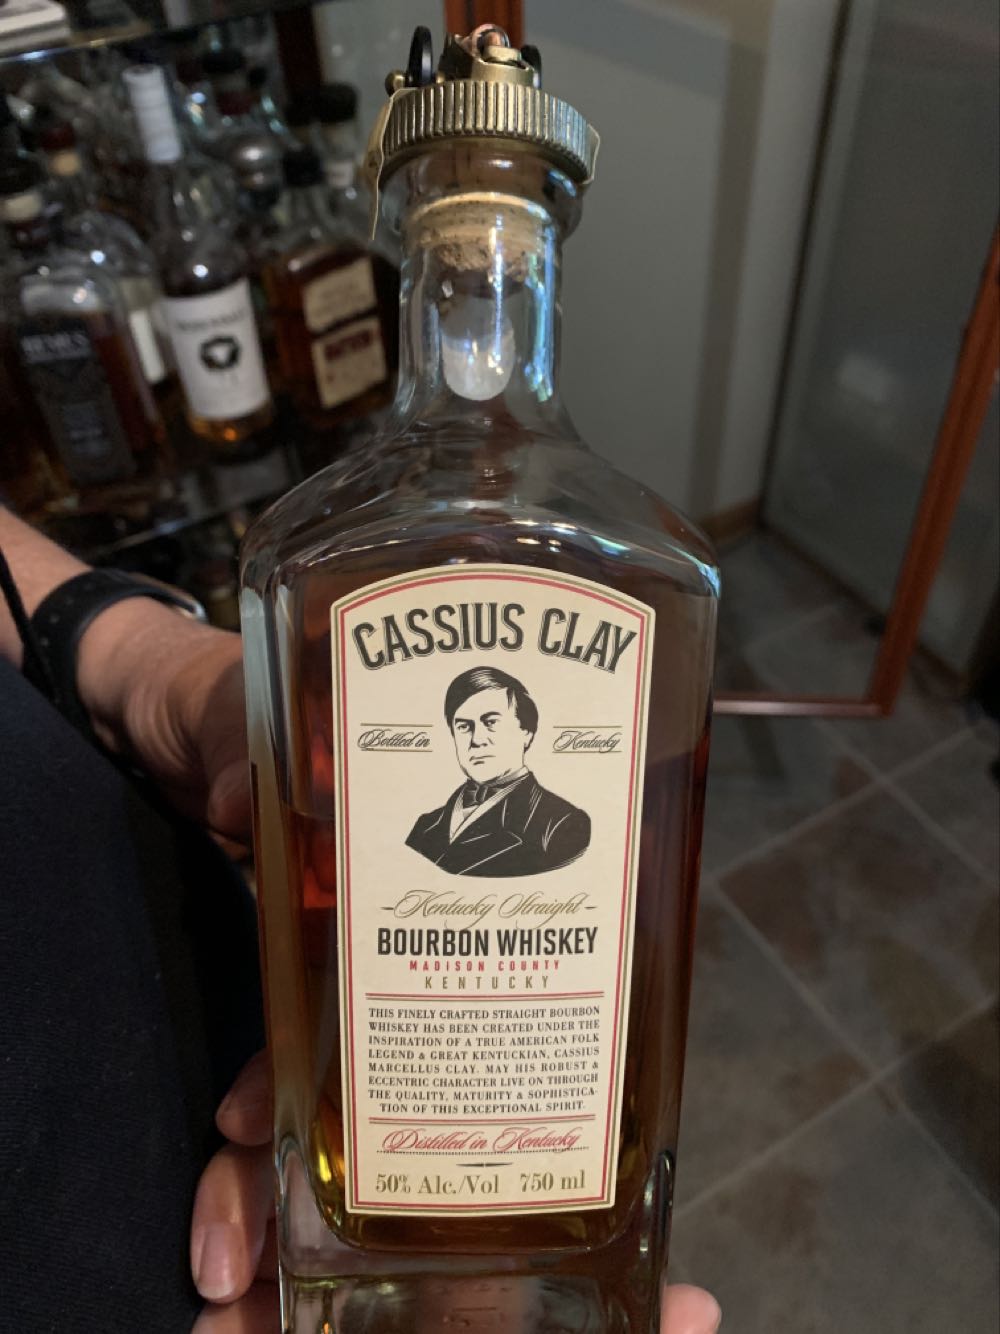 CASSIUS CLAY
Bottled in Kentucky
Kentucky Straight
BOURBON WHISKEY
MADISON COUNTY
KENTUCKY
THIS FINELY CRAFTED STRAIGHT BOURBON
WHISKEY HAS BEEN CREATED UNDER THE
INSPIRATION OF A TRUE AMERICAN FOLK
LEGEND & GREAT KENTUCKIAN, CASSIUS
MARCELLUS CLAY. MAY HIS ROBUST &
ECCENTRIC CHARACTER LIVE ON THROUGH
THE QUALITY, MATURITY & SOPHISTICA-
TION OF THIS EXCEPTIONAL SPIRIT.
Distilled in Kentucky
50% Alc./Vol 750 ml